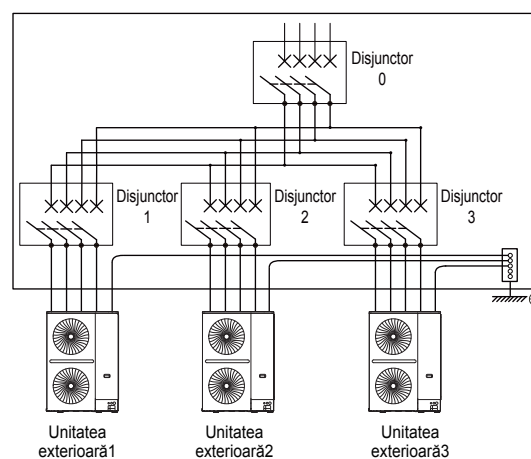 Disjunctor
0
Disjunctor
1
Disjunctor
2
Disjunctor
3
Unitatea
exterioară1
Unitatea
exterioară2
Unitatea
exterioară3